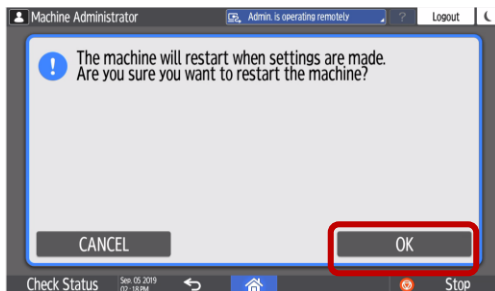 Machine Administrator
Admin. is operating remotely
?
Logout
The machine will restart when settings are made.
Are you sure you want to restart the machine?
CANCEL
OK
Check Status
Sep. 05 2019
02:18 PM
Stop